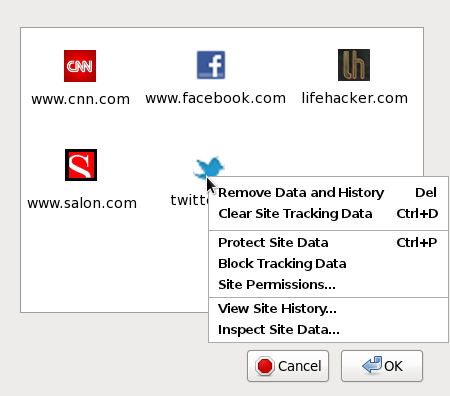 CNN
www.cnn.com
www.facebook.com
lifehacker.com
www.salon.com
twitte
Remove Data and History Del
Clear Site Tracking Data Ctrl+D
Protect Site Data Ctrl+P
Block Tracking Data
Site Permissions...
View Site History...
Inspect Site Data...
Cancel
OK